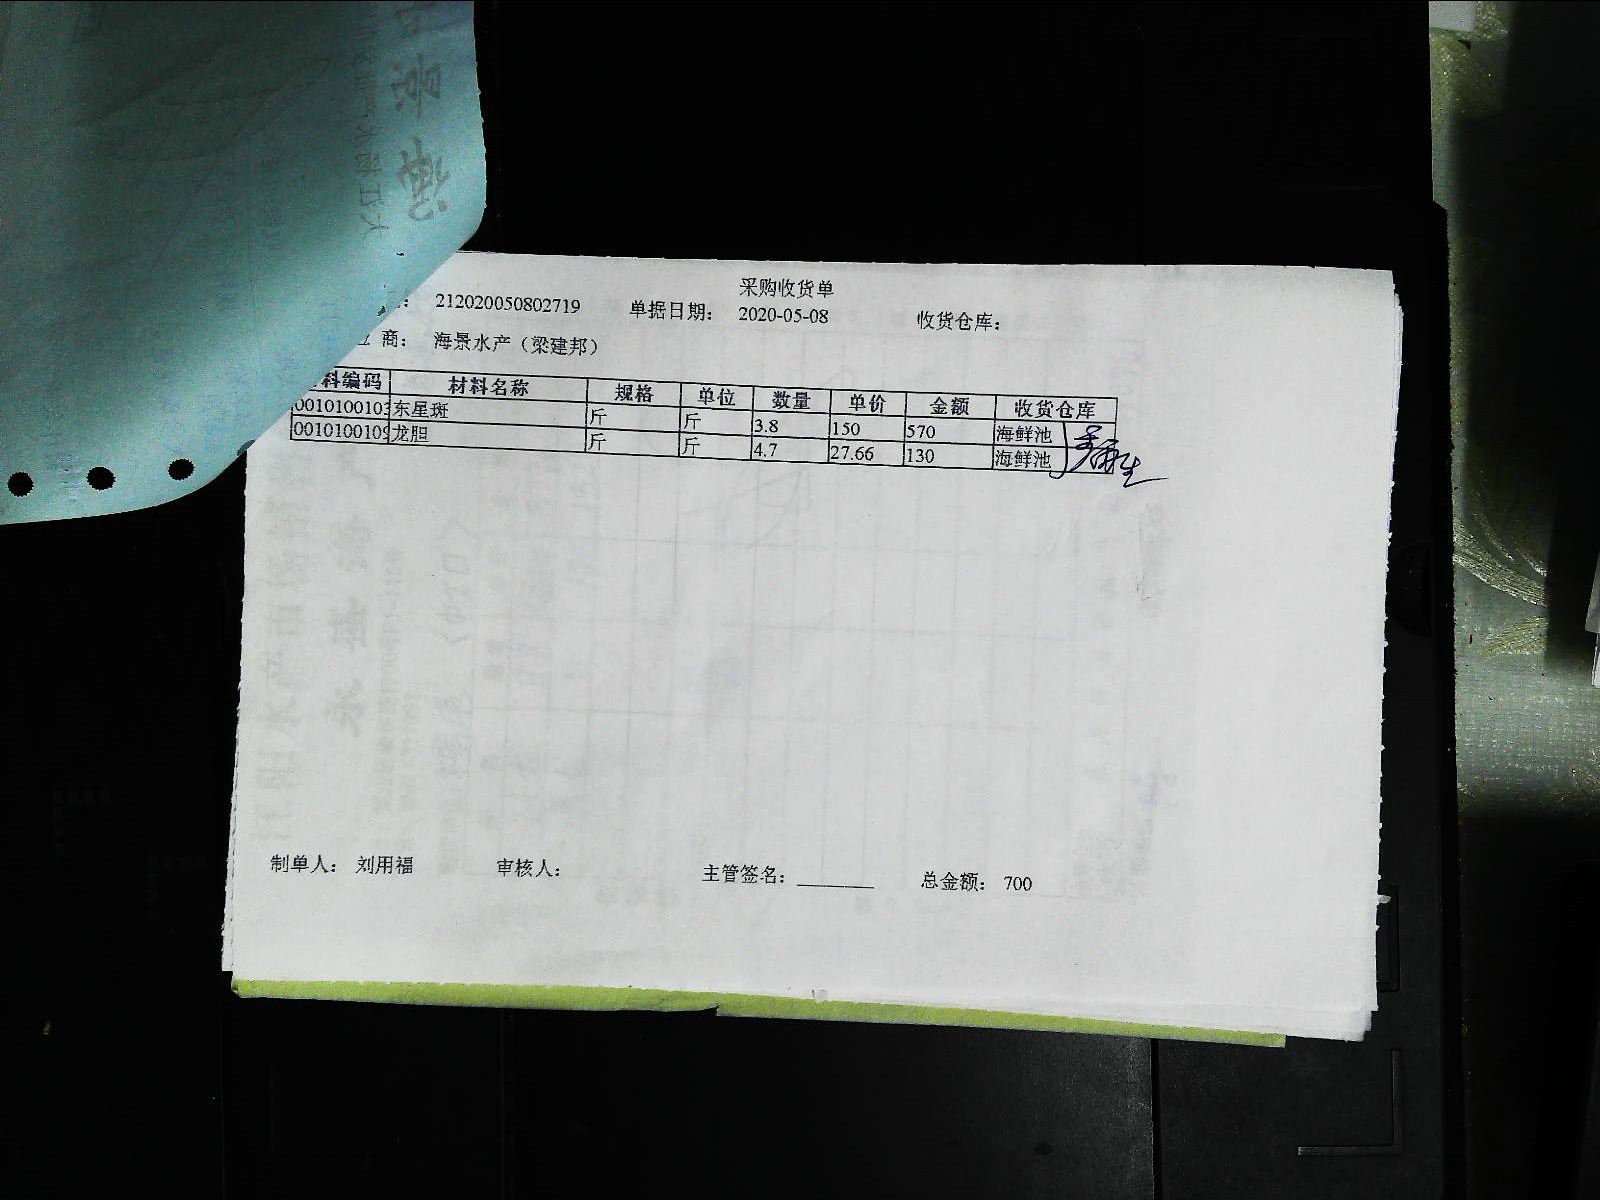 采购收货单
212020050802719 单据日期： 2020-05-08 收货仓库：
商： 海景水产（梁建邦）
料编码 材料名称 规格 单位 数量 单价 金额 收货仓库
0010100103 东星斑 斤 斤 3.8 150 570 海鲜池
0010100109 龙胆 斤 斤 4.7 27.66 130 海鲜池
制单人： 刘用福 审核人： 主管签名： 总金额： 700